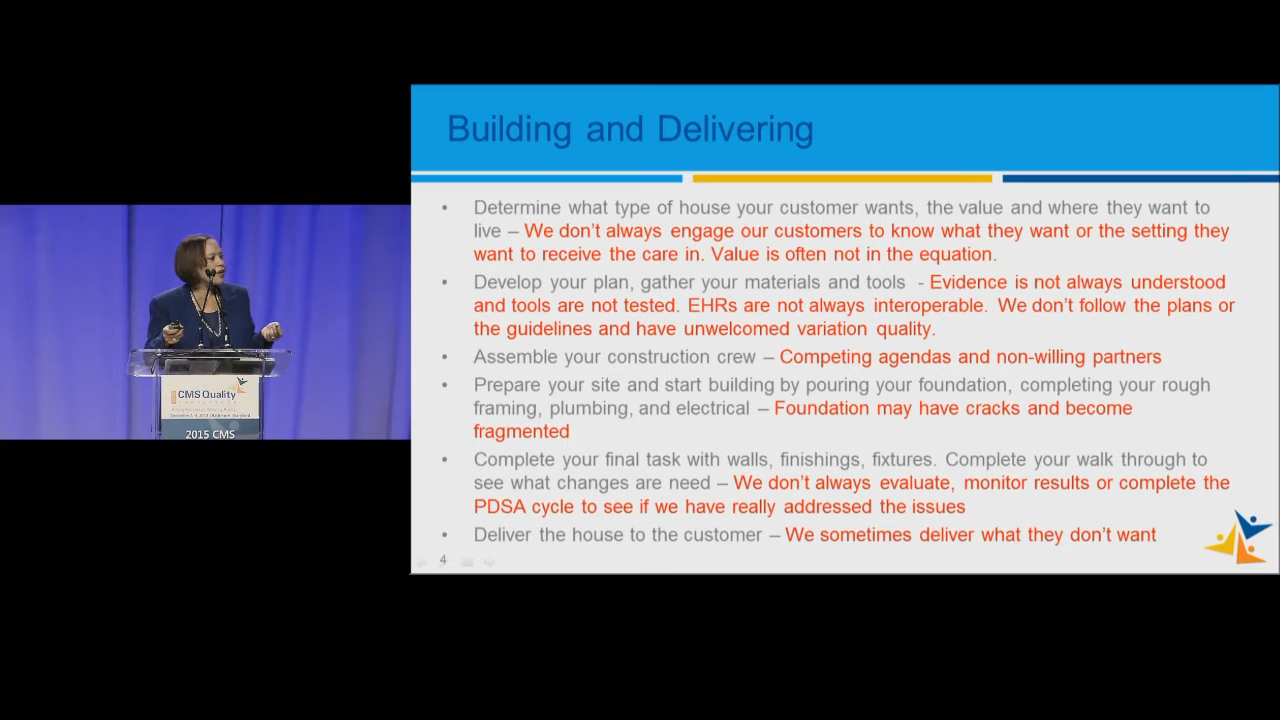 Building and Delivering
• Determine what type of house your customer wants, the value and where they want to
live – We don't always engage our customers to know what they want or the setting they
want to receive the care in. Value is often not in the equation.
• Develop your plan, gather your materials and tools - Evidence is not always understood
and tools are not tested. EHRs are not always interoperable. We don't follow the plans or
the guidelines and have unwelcomed variation quality.
• Assemble your construction crew – Competing agendas and non-willing partners
• Prepare your site and start building by pouring your foundation, completing your rough
framing, plumbing, and electrical – Foundation may have cracks and become
fragmented
• Complete your final task with walls, finishings, fixtures. Complete your walk through to
see what changes are need – We don't always evaluate, monitor results or complete the
PDSA cycle to see if we have really addressed the issues
• Deliver the house to the customer – We sometimes deliver what they don't want
4
CMS Quality
CONFERENCE
2015 CMS